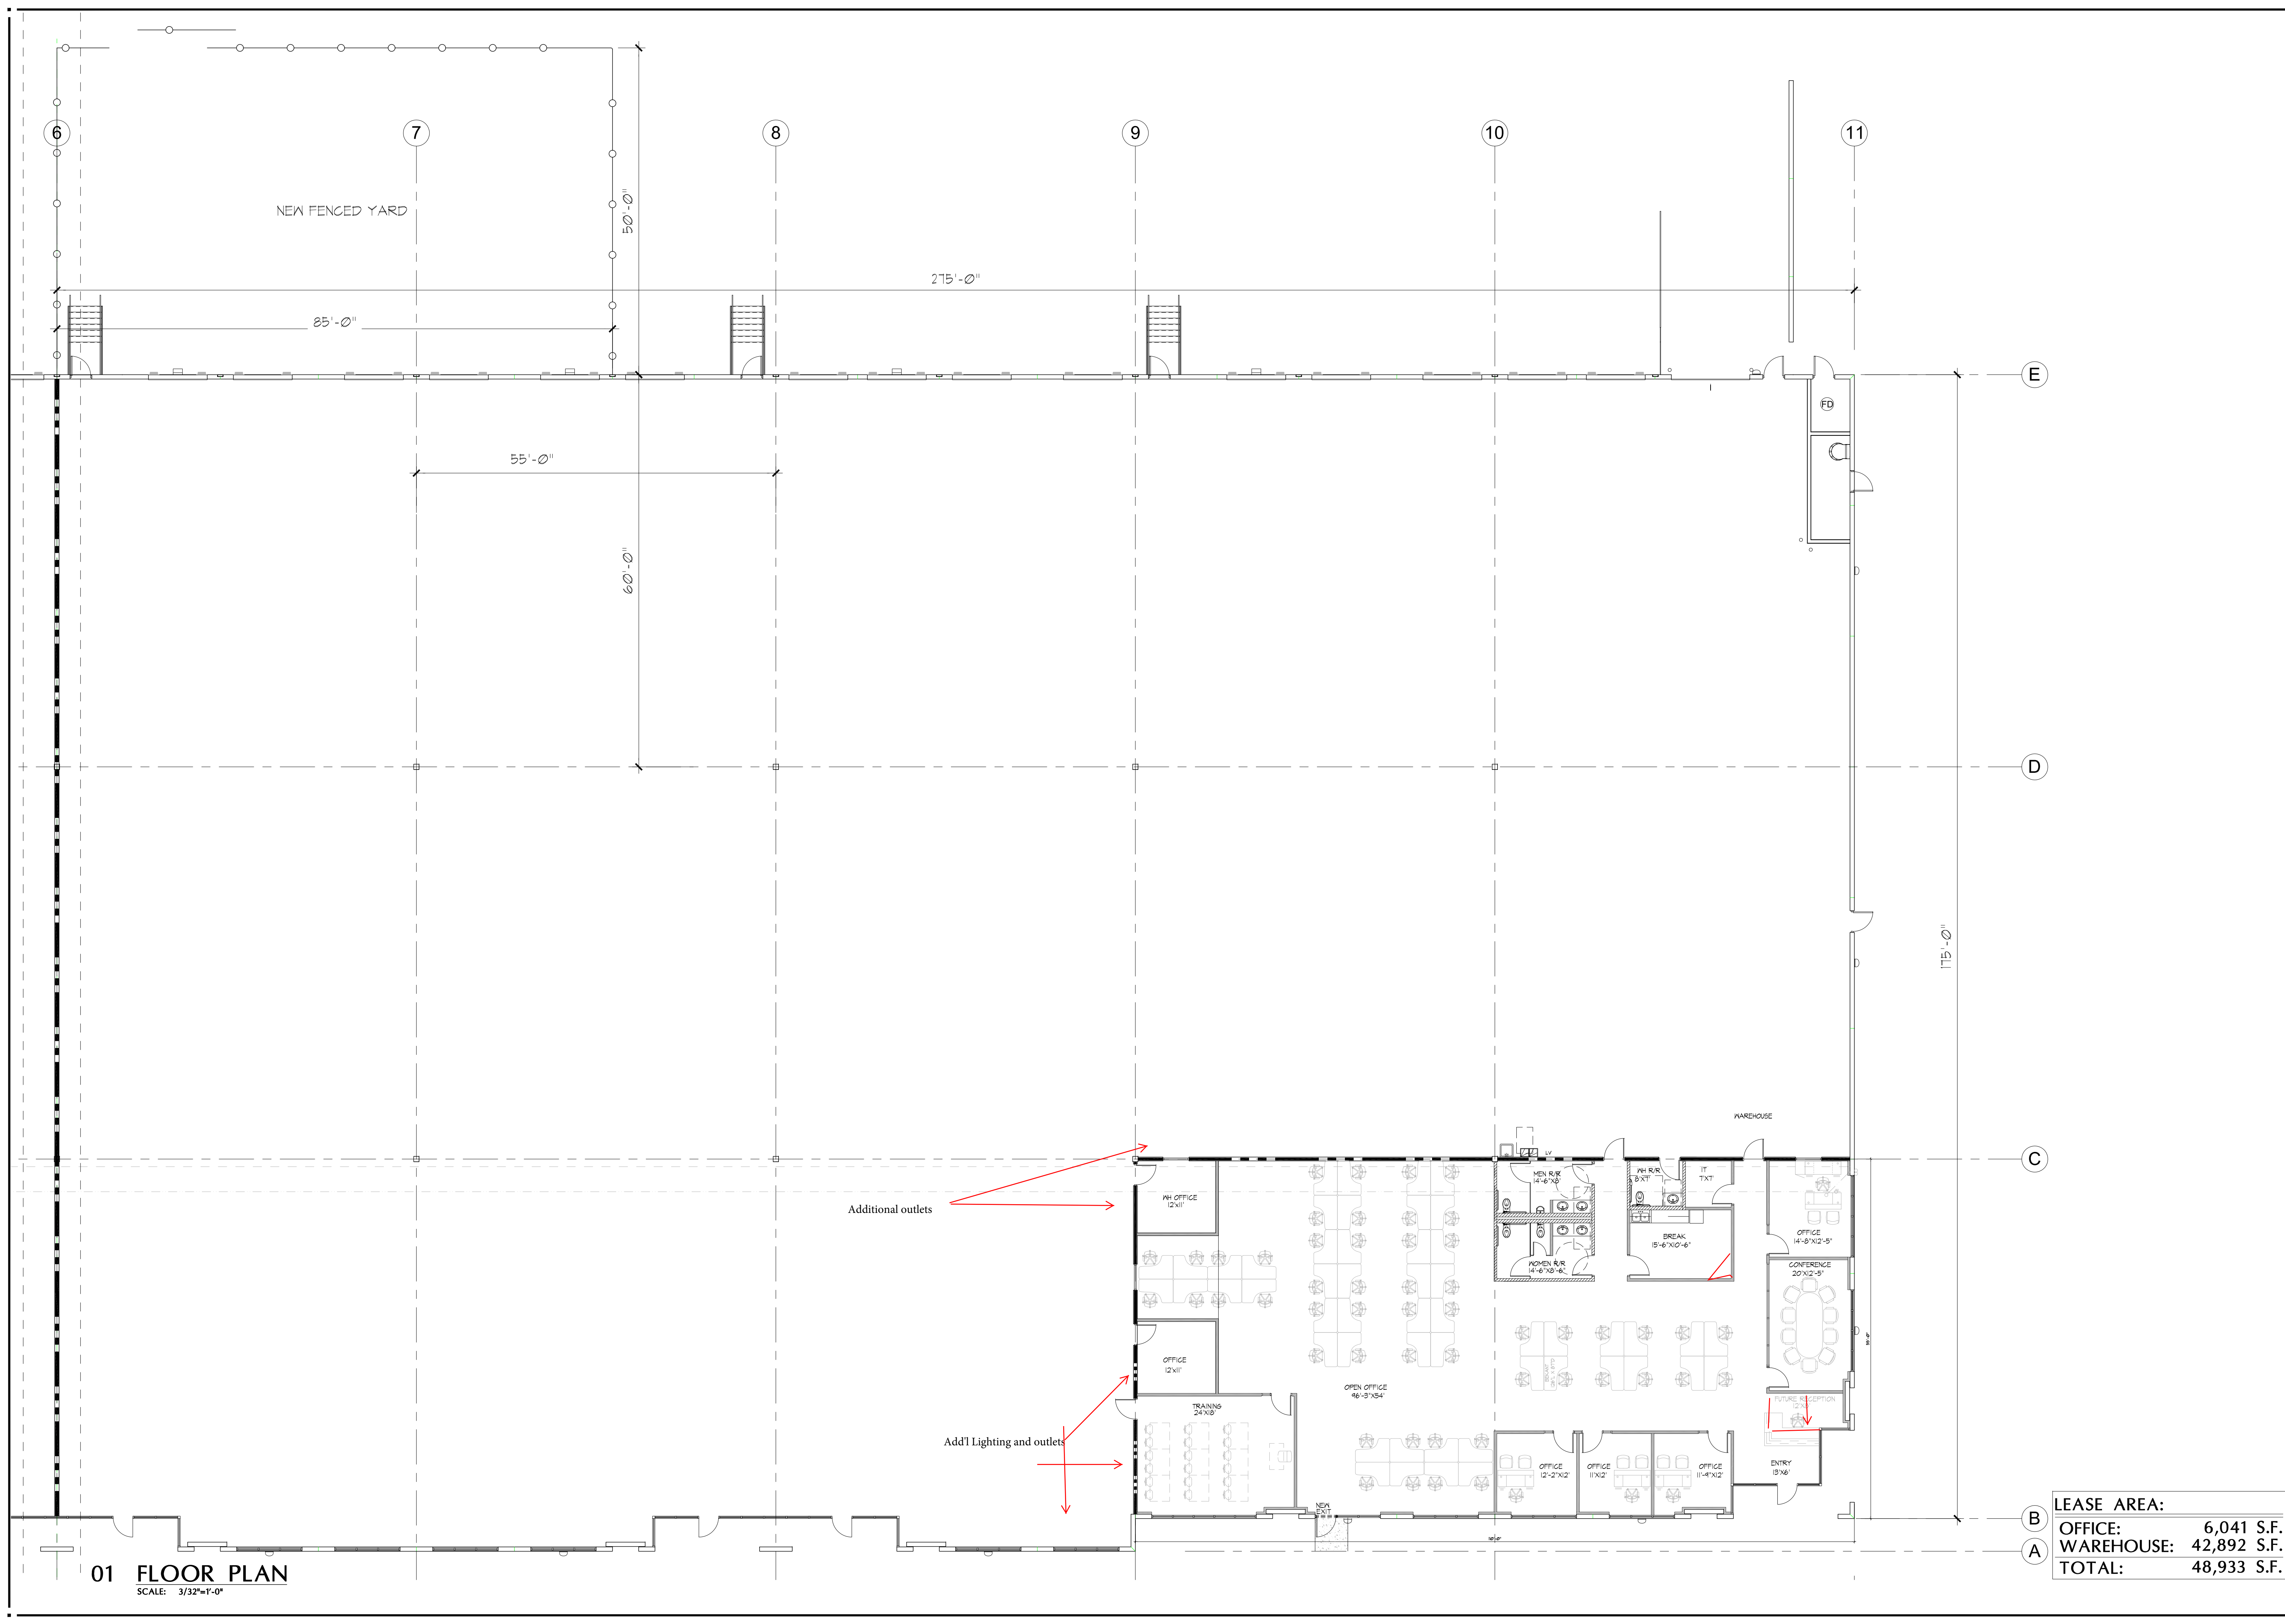 6
7
8
9
10
11
NEW FENCED YARD
50'-0"
275'-0"
85'-0"
E
FD
55'-0"
60'-0"
D
175'-0"
WAREHOUSE
C
LV
MEN R/R
14'-6"X8'
WH R/R
8'X7'
IT
7'X7'
WH OFFICE
12'X11'
Additional outlets
BREAK
15'-6"X10'-6"
OFFICE
14'-8"X12'-5"
WOMEN R/R
14'-6"X8'-6"
CONFERENCE
20'X12'-5"
OFFICE
12'X11'
OPEN OFFICE
96'-3"X54'
TRAINING
24'X18'
FUTURE RECEPTION
Add'l Lighting and outlets
OFFICE
12'-2"X12'
OFFICE
11'X12'
OFFICE
11'-9"X12'
ENTRY
13'X6'
NEW
EXIT
B
A
LEASE AREA:
OFFICE: 6,041 S.F.
WAREHOUSE: 42,892 S.F.
TOTAL: 48,933 S.F.
01 FLOOR PLAN
SCALE: 3/32"=1'-0"